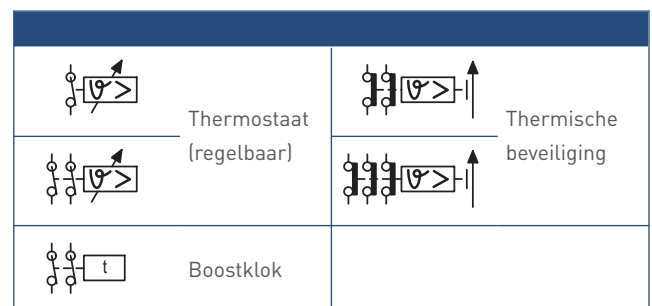 ϑ>
ϑ>
Thermostaat
(regelbaar)
Thermische
beveiliging
ϑ>
ϑ>
t
Boostklok